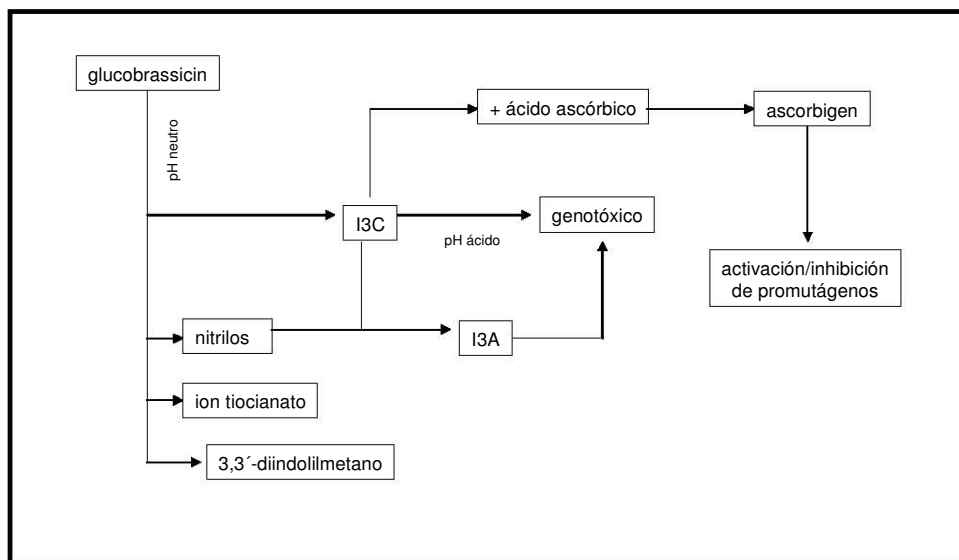 glucobrassicin
+ ácido ascórbico
ascorbigen
pH neutro
I3C
genotóxico
pH ácido
activación/inhibición
de promutágenos
nitrilos
I3A
ion tiocianato
3,3´-diindolilmetano